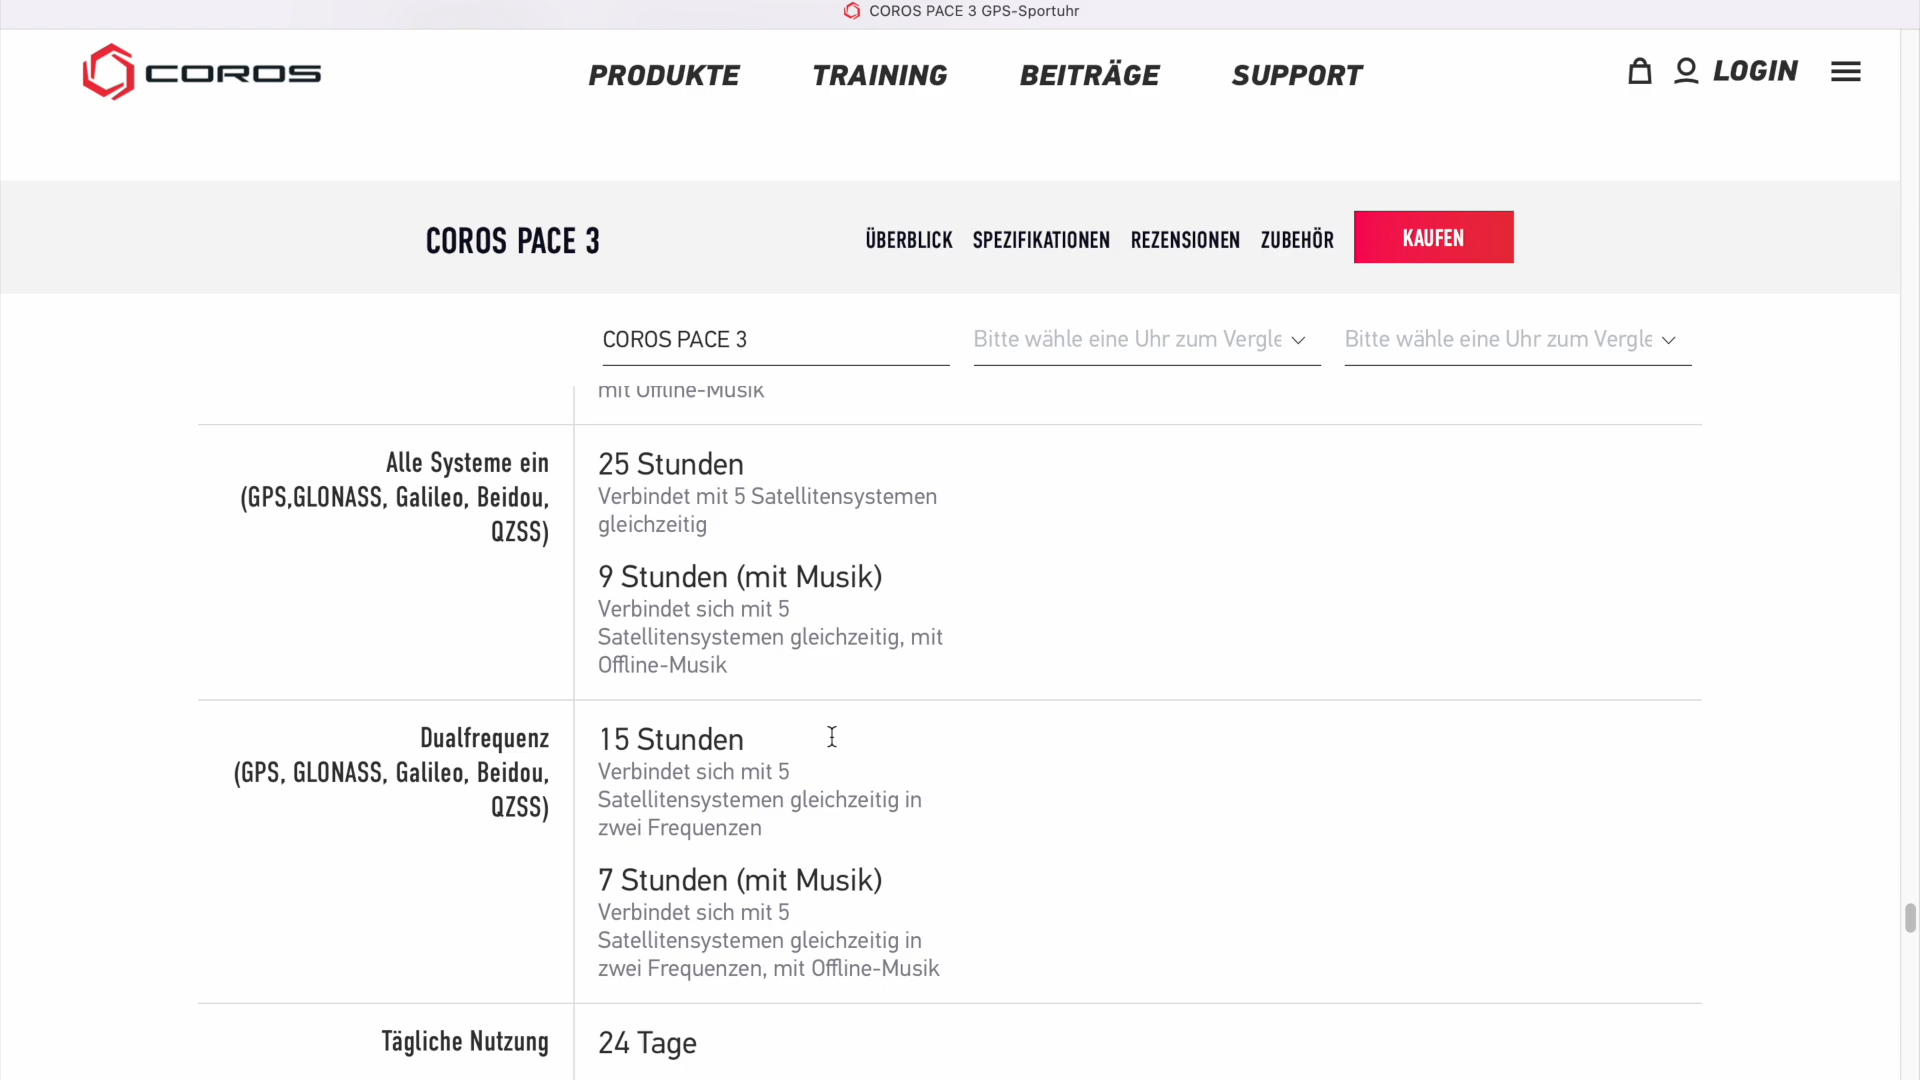 COROS PACE 3 GPS-Sportuhr
COROS
PRODUKTE
TRAINING
BEITRÄGE
SUPPORT
LOGIN
COROS PACE 3
ÜBERBLICK
SPEZIFIKATIONEN
REZENSIONEN
ZUBEHÖR
KAUFEN
COROS PACE 3
Bitte wähle eine Uhr zum Vergle
Bitte wähle eine Uhr zum Vergle
mit Offline-Musik
Alle Systeme ein
(GPS,GLONASS, Galileo, Beidou,
QZSS)
25 Stunden
Verbindet mit 5 Satellitensystemen
gleichzeitig
9 Stunden (mit Musik)
Verbindet sich mit 5
Satellitensystemen gleichzeitig, mit
Offline-Musik
Dualfrequenz
(GPS, GLONASS, Galileo, Beidou,
QZSS)
15 Stunden
Verbindet sich mit 5
Satellitensystemen gleichzeitig in
zwei Frequenzen
7 Stunden (mit Musik)
Verbindet sich mit 5
Satellitensystemen gleichzeitig in
zwei Frequenzen, mit Offline-Musik
Tägliche Nutzung
24 Tage